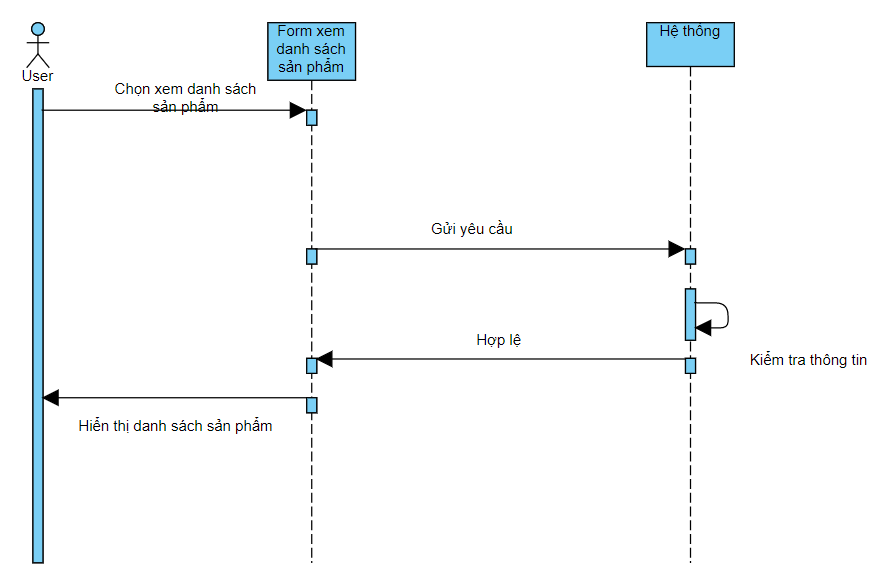 User
Form xem
danh sách
sản phẩm
Hệ thông
Chọn xem danh sách
sản phẩm
Gửi yêu cầu
Hợp lệ
Kiểm tra thông tin
Hiển thị danh sách sản phẩm